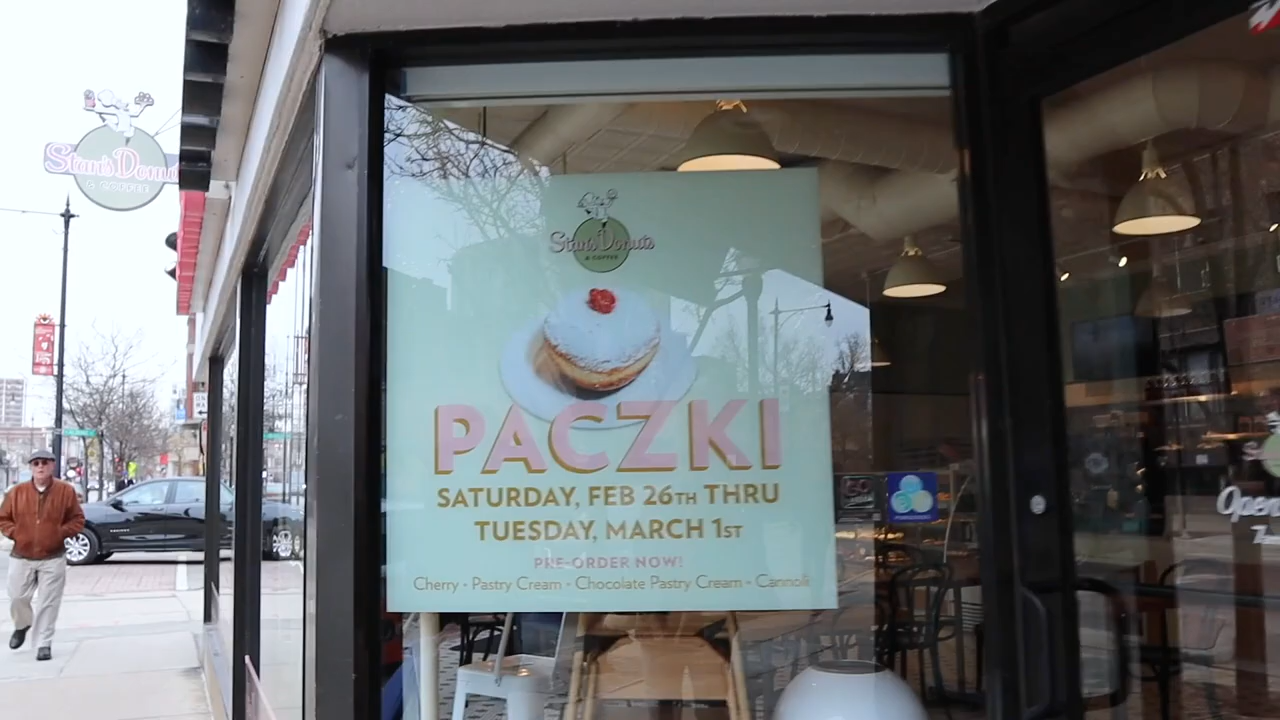 Stan's Donu
& COFFEE
Stan's Donuts
& COFFEE
PACZKI
SATURDAY, FEB 26TH THRU
TUESDAY, MARCH 1ST
PRE-ORDER NOW!
Cherry • Pastry Cream • Chocolate Pastry Cream • Cannoli
Open